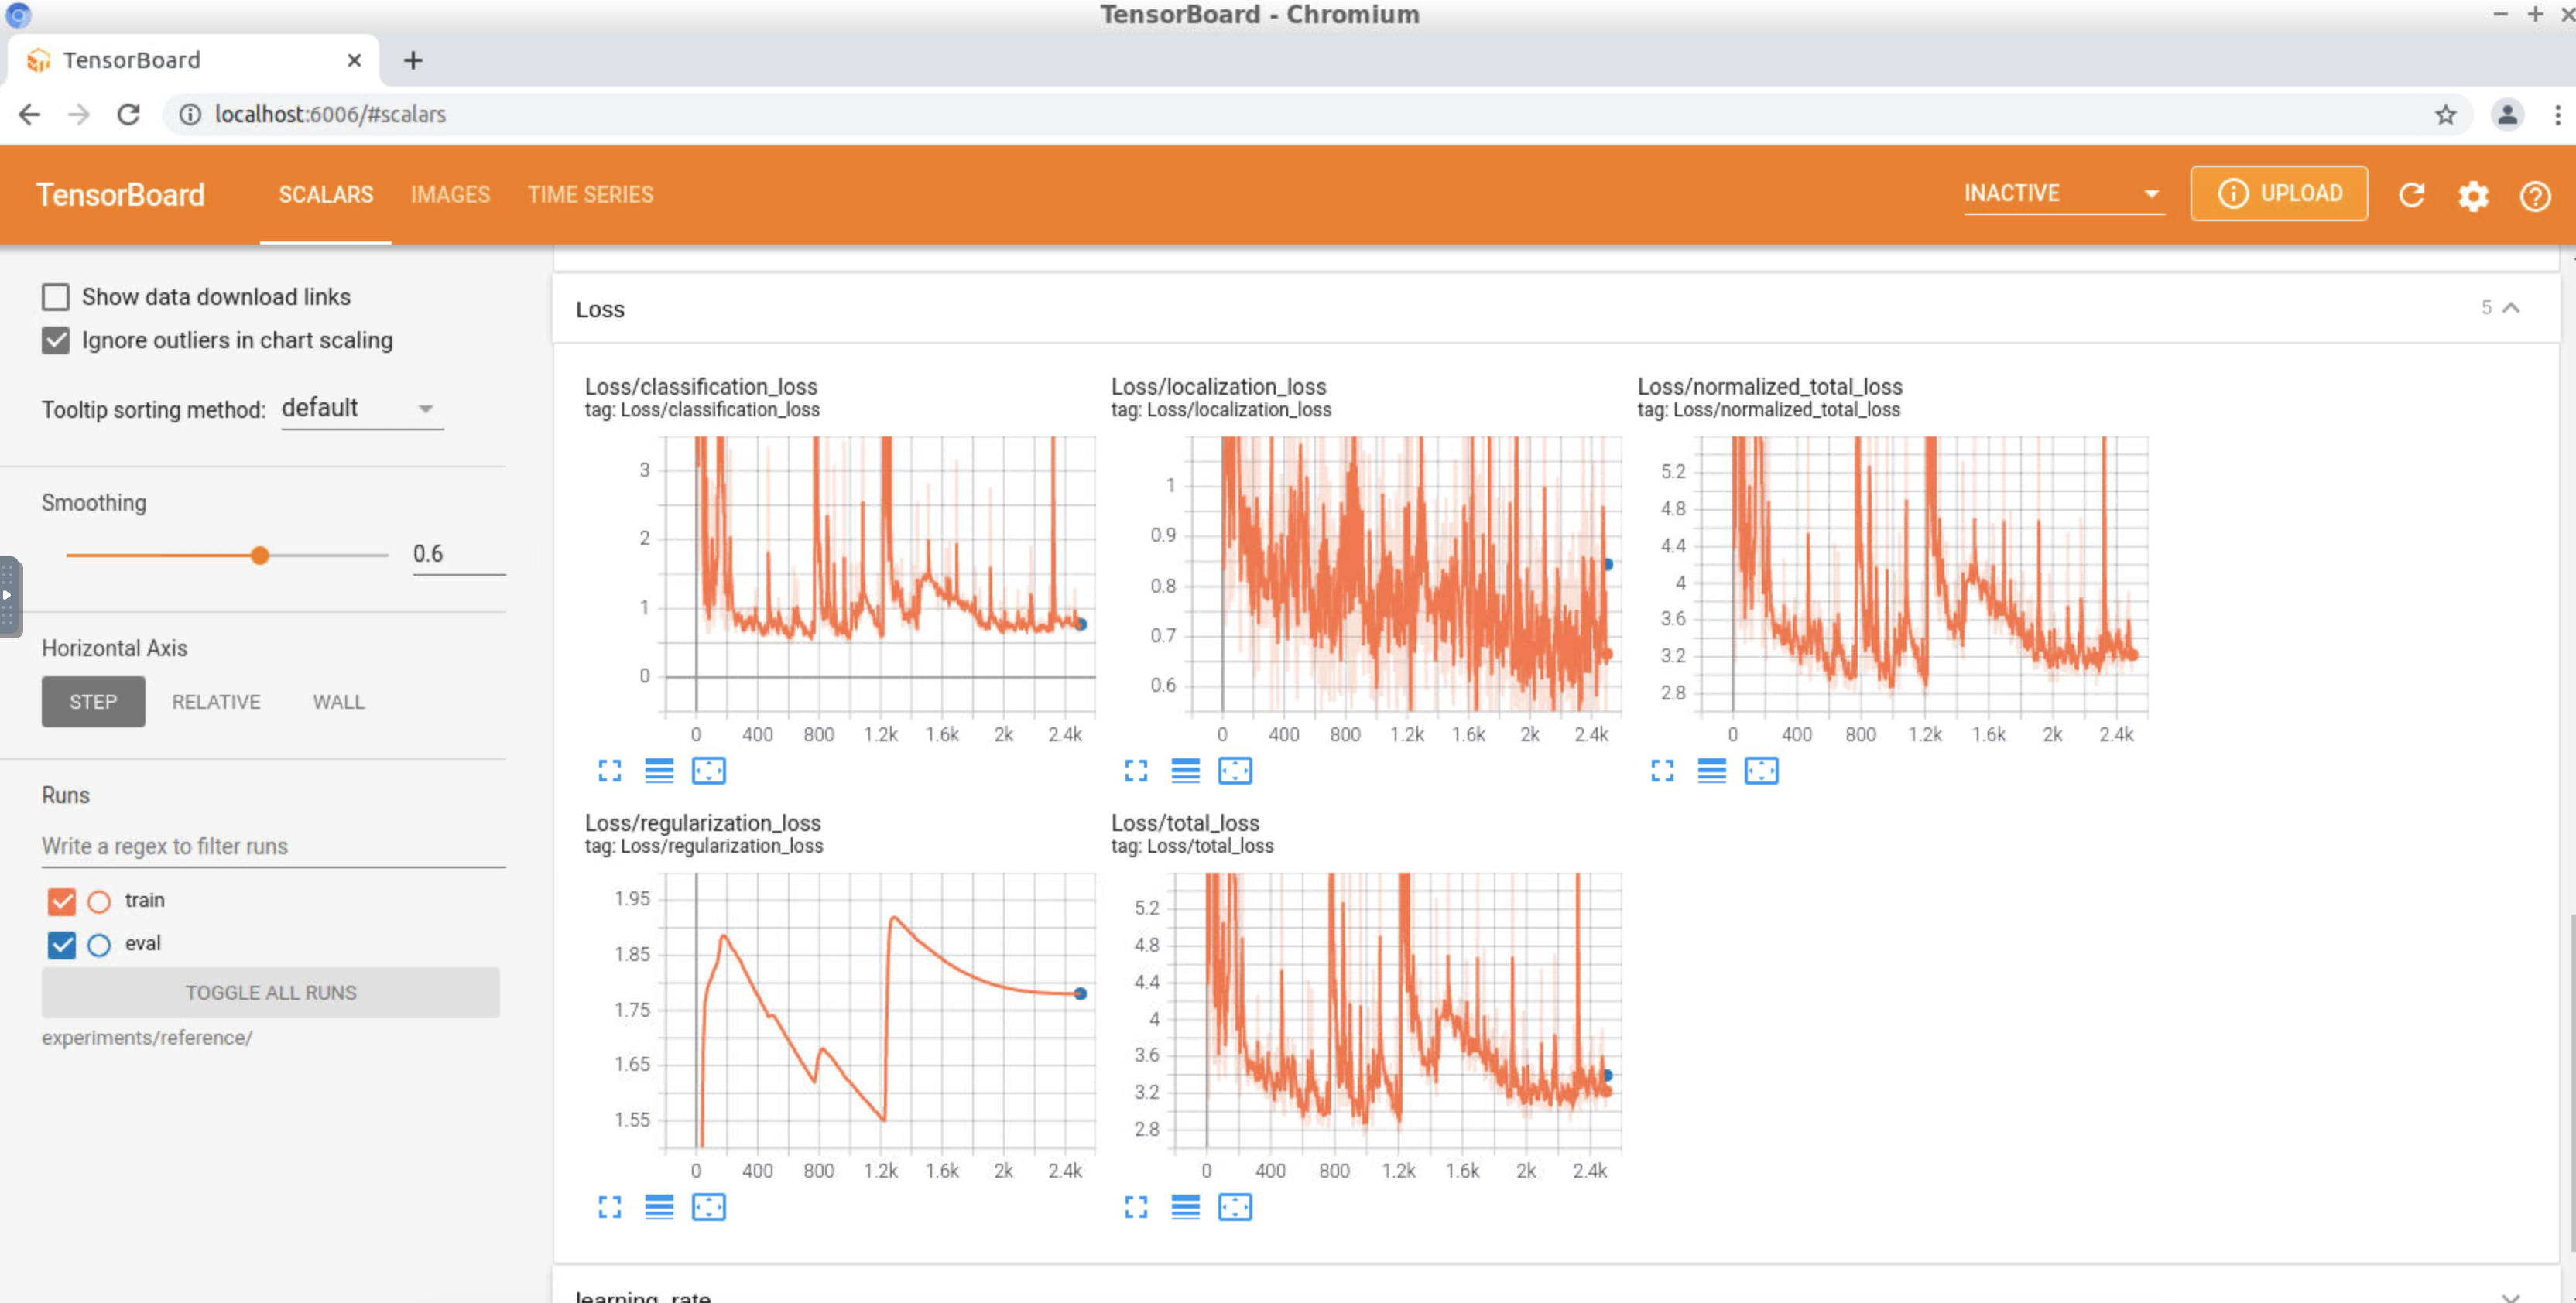 TensorBoard - Chromium
TensorBoard
localhost:6006/#scalars
TensorBoard SCALARS IMAGES TIME SERIES INACTIVE UPLOAD
Show data download links
Ignore outliers in chart scaling
Tooltip sorting method: default
Smoothing
0.6
Horizontal Axis
STEP RELATIVE WALL
Runs
Write a regex to filter runs
train
eval
TOGGLE ALL RUNS
experiments/reference/
Loss 5
Loss/classification_loss
tag: Loss/classification_loss
3
2
1
0
0 400 800 1.2k 1.6k 2k 2.4k
Loss/localization_loss
tag: Loss/localization_loss
1
0.9
0.8
0.7
0.6
0 400 800 1.2k 1.6k 2k 2.4k
Loss/normalized_total_loss
tag: Loss/normalized_total_loss
5.2
4.8
4.4
4
3.6
3.2
2.8
0 400 800 1.2k 1.6k 2k 2.4k
Loss/regularization_loss
tag: Loss/regularization_loss
1.95
1.85
1.75
1.65
1.55
0 400 800 1.2k 1.6k 2k 2.4k
Loss/total_loss
tag: Loss/total_loss
5.2
4.8
4.4
4
3.6
3.2
2.8
0 400 800 1.2k 1.6k 2k 2.4k
learning_rate